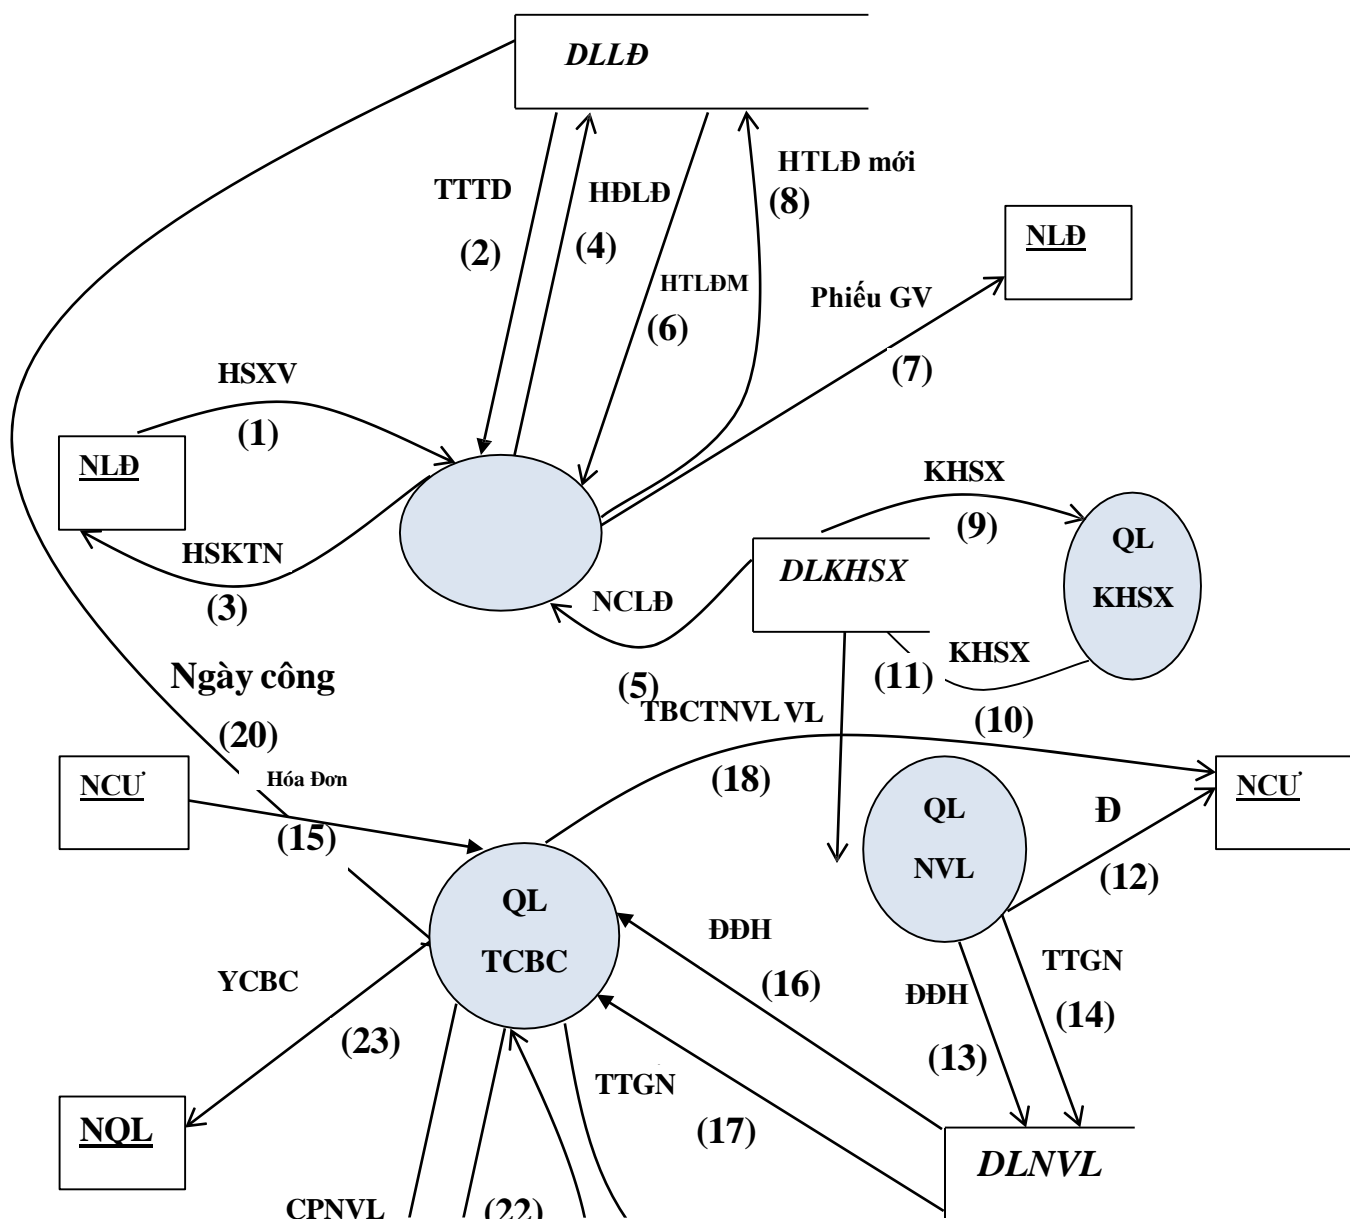 DLLĐ
TTTD
(2)
HĐLĐ
(4)
HTLĐM
(6)
HTLĐ mới
(8)
NLĐ
Phiếu GV
(7)
HSXV
(1)
NLĐ
HSKTN
(3)
KHSX
(9)
QL
KHSX
DLKHSX
NCLĐ
(5)
KHSX
(11)
(10)
Ngày công
(20)
TBCTNVL VL
(18)
NCƯ
Hóa Đơn
(15)
NCƯ
QL
NVL
Đ
(12)
QL
TCBC
ĐĐH
(16)
TTGN
(14)
ĐĐH
(13)
YCBC
(23)
TTGN
(17)
NQL
DLNVL
CPNVL
(22)